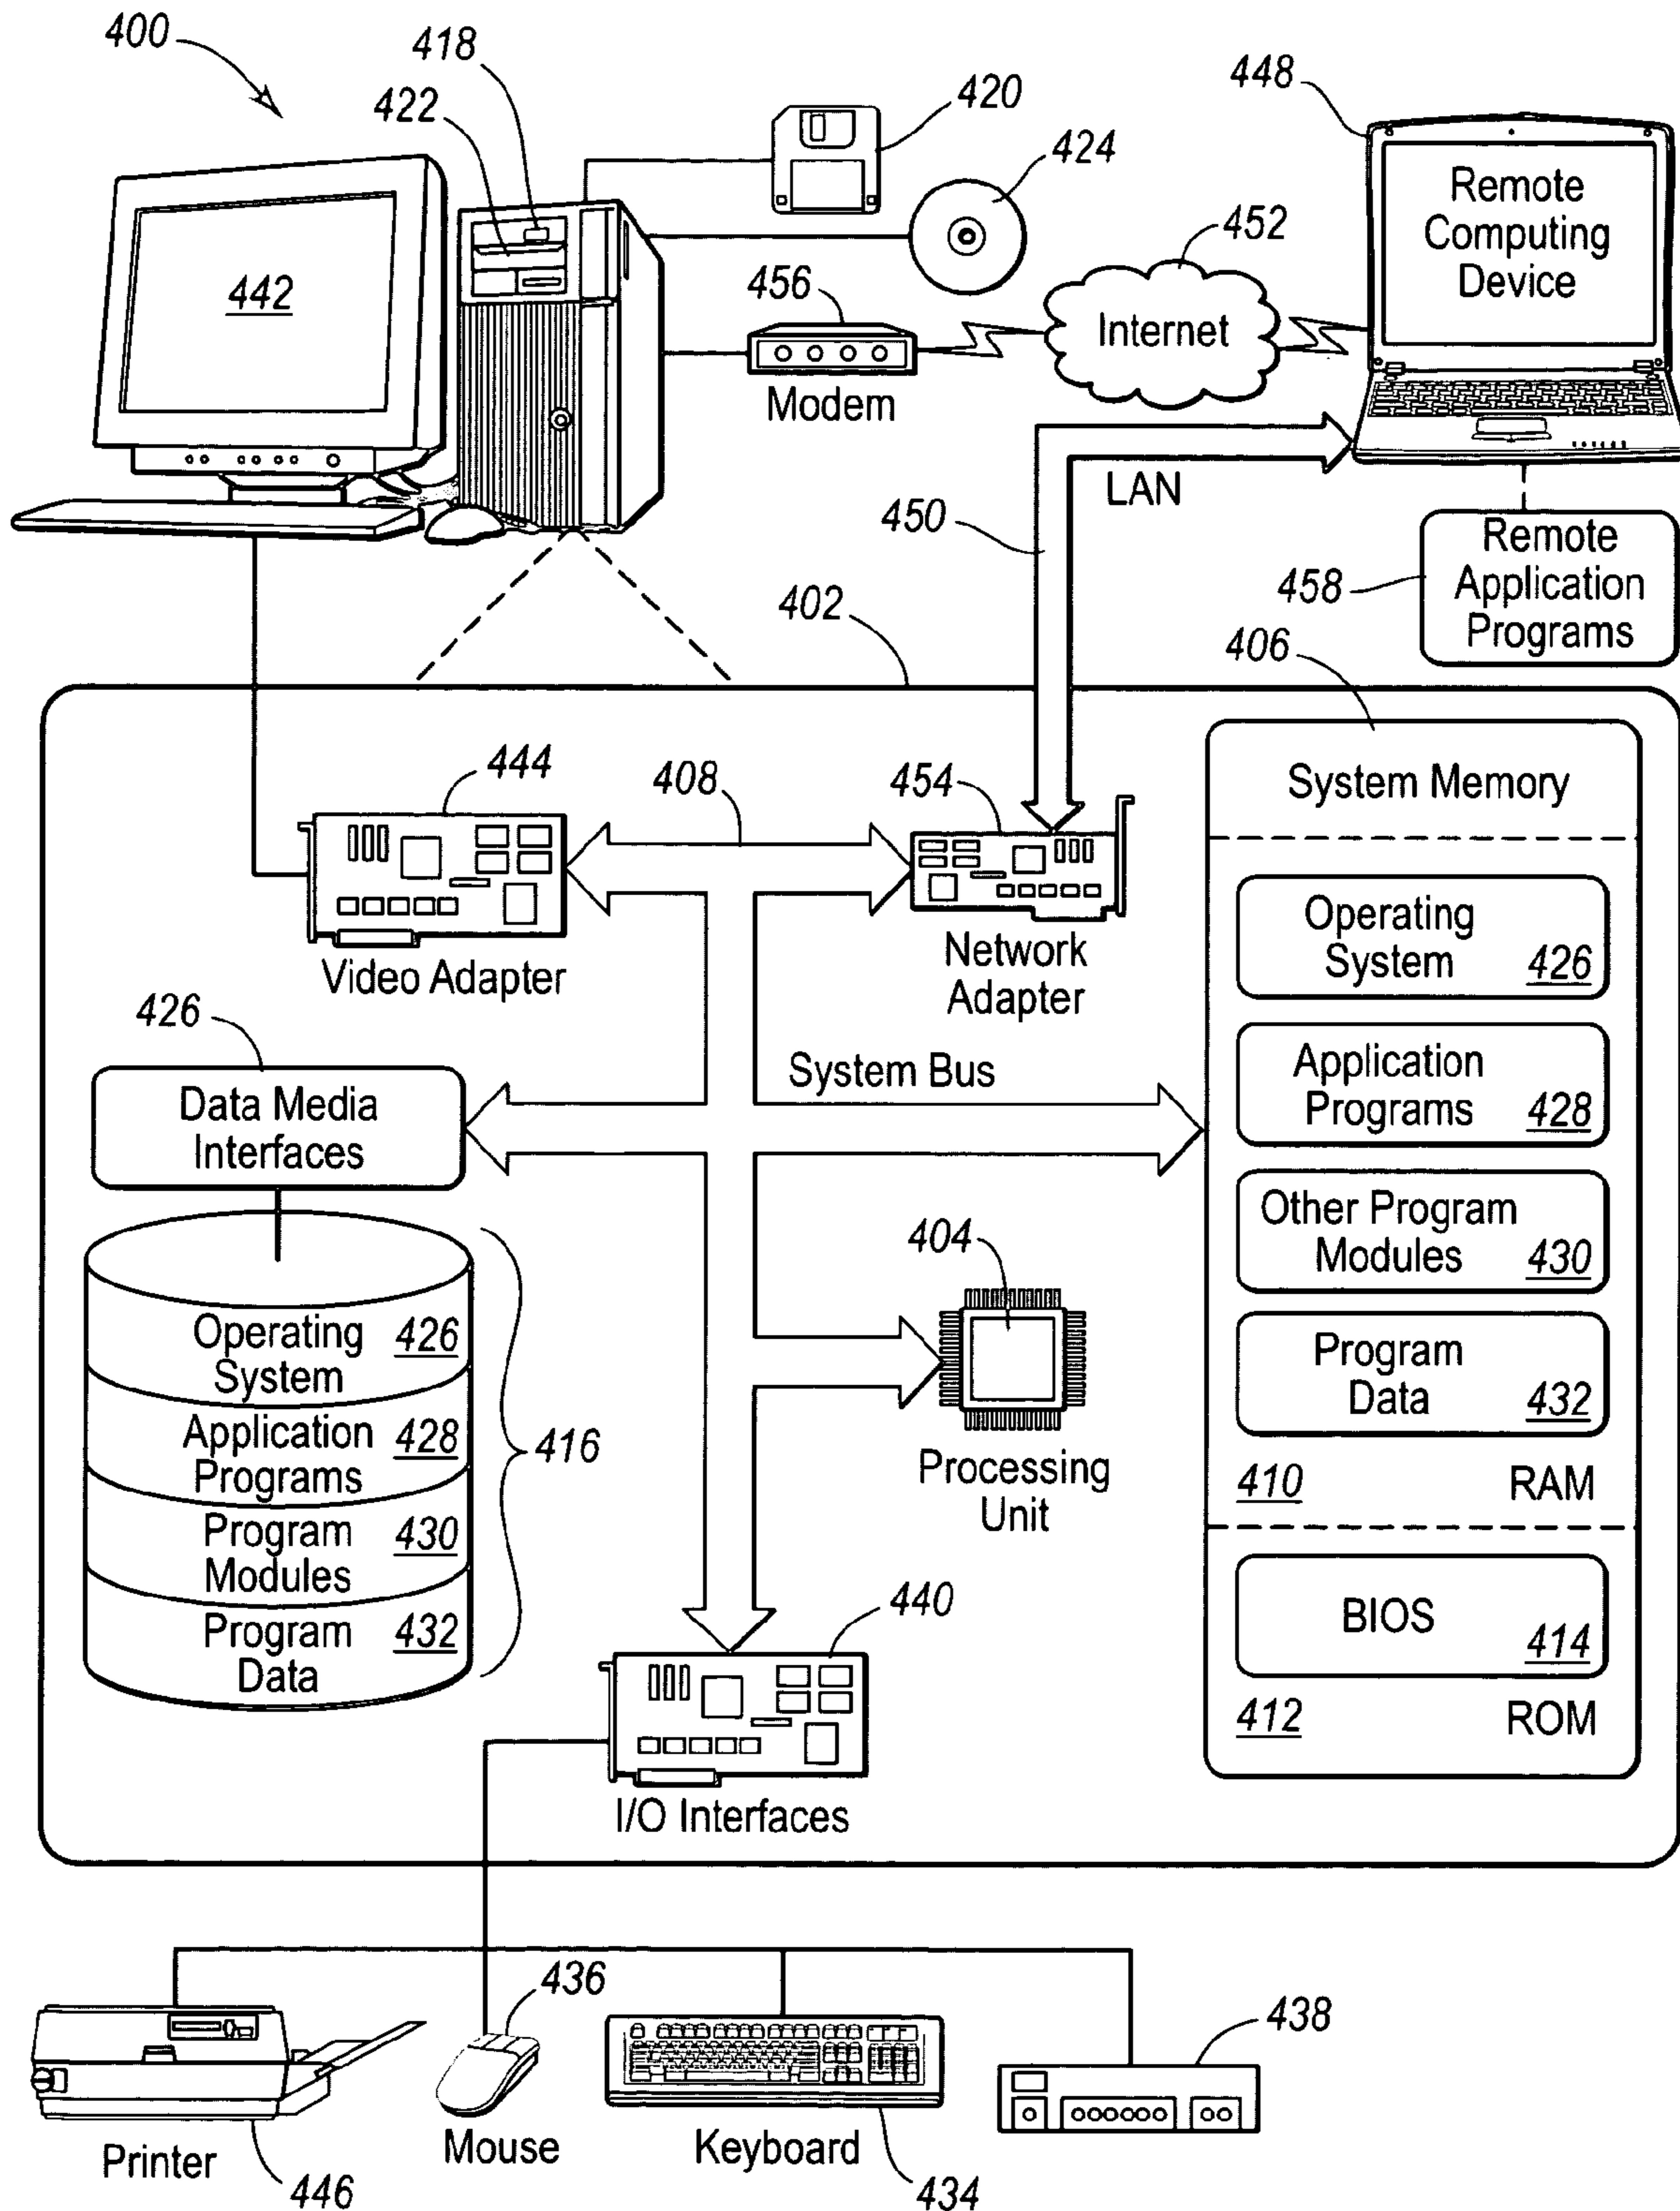 400
418
422
420
424
448
Remote
Computing
Device
442
456
452
Internet
Modem
LAN
450
Remote
Application
Programs
458
402
406
444
408
454
System Memory
Video Adapter
Network
Adapter
Operating
System 426
426
Data Media
Interfaces
System Bus
Application
Programs 428
Other Program
Modules 430
404
Processing
Unit
Program
Data 432
410 RAM
Operating
System 426
Application
Programs 428
Program
Modules 430
Program
Data 432
416
BIOS
414
412 ROM
440
I/O Interfaces
436
438
Printer
446
Mouse
Keyboard
434